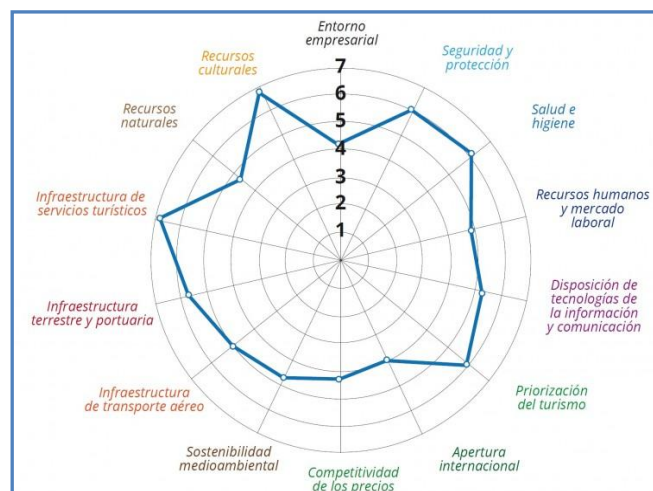 Entorno
empresarial
Seguridad y
protección
Salud e
higiene
Recursos humanos
y mercado
laboral
Disposición de
tecnologías de
la información
y comunicación
Priorización
del turismo
Apertura
internacional
Competitividad
de los precios
Sostenibilidad
medioambiental
Infraestructura
de transporte aéreo
Infraestructura
terrestre y portuaria
Infraestructura de
servicios turísticos
Recursos
naturales
Recursos
culturales
7
6
5
4
3
2
1